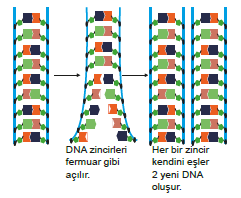 DNA zincirleri
fermuar gibi
açılır.
Her bir zincir
kendini eşler
2 yeni DNA
oluşur.